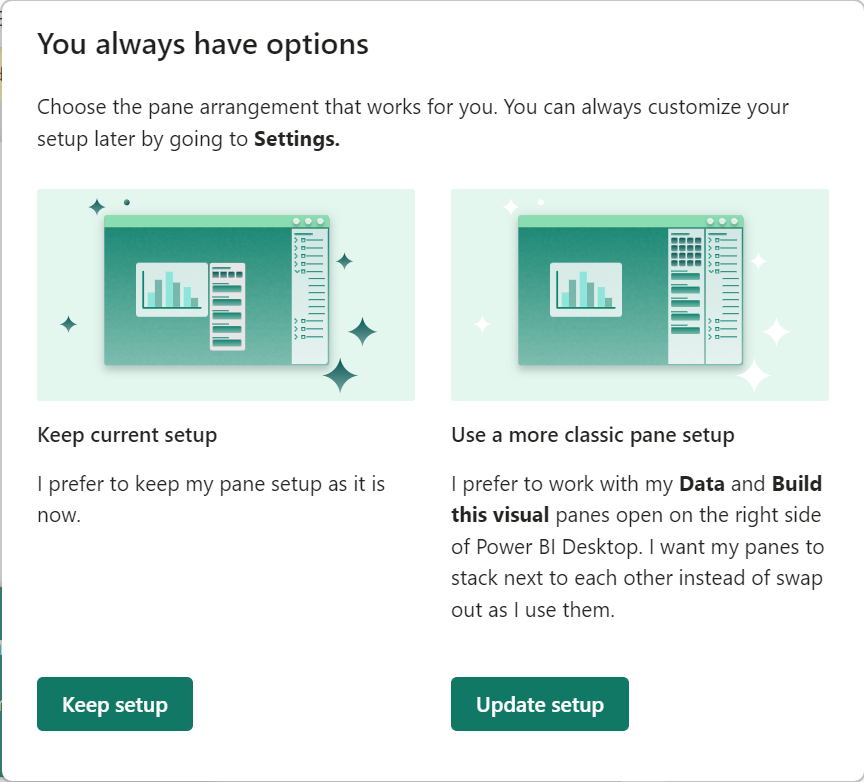 You always have options
Choose the pane arrangement that works for you. You can always customize your
setup later by going to Settings.
Keep current setup
I prefer to keep my pane setup as it is
now.
Keep setup
Use a more classic pane setup
I prefer to work with my Data and Build
this visual panes open on the right side
of Power BI Desktop. I want my panes to
stack next to each other instead of swap
out as I use them.
Update setup